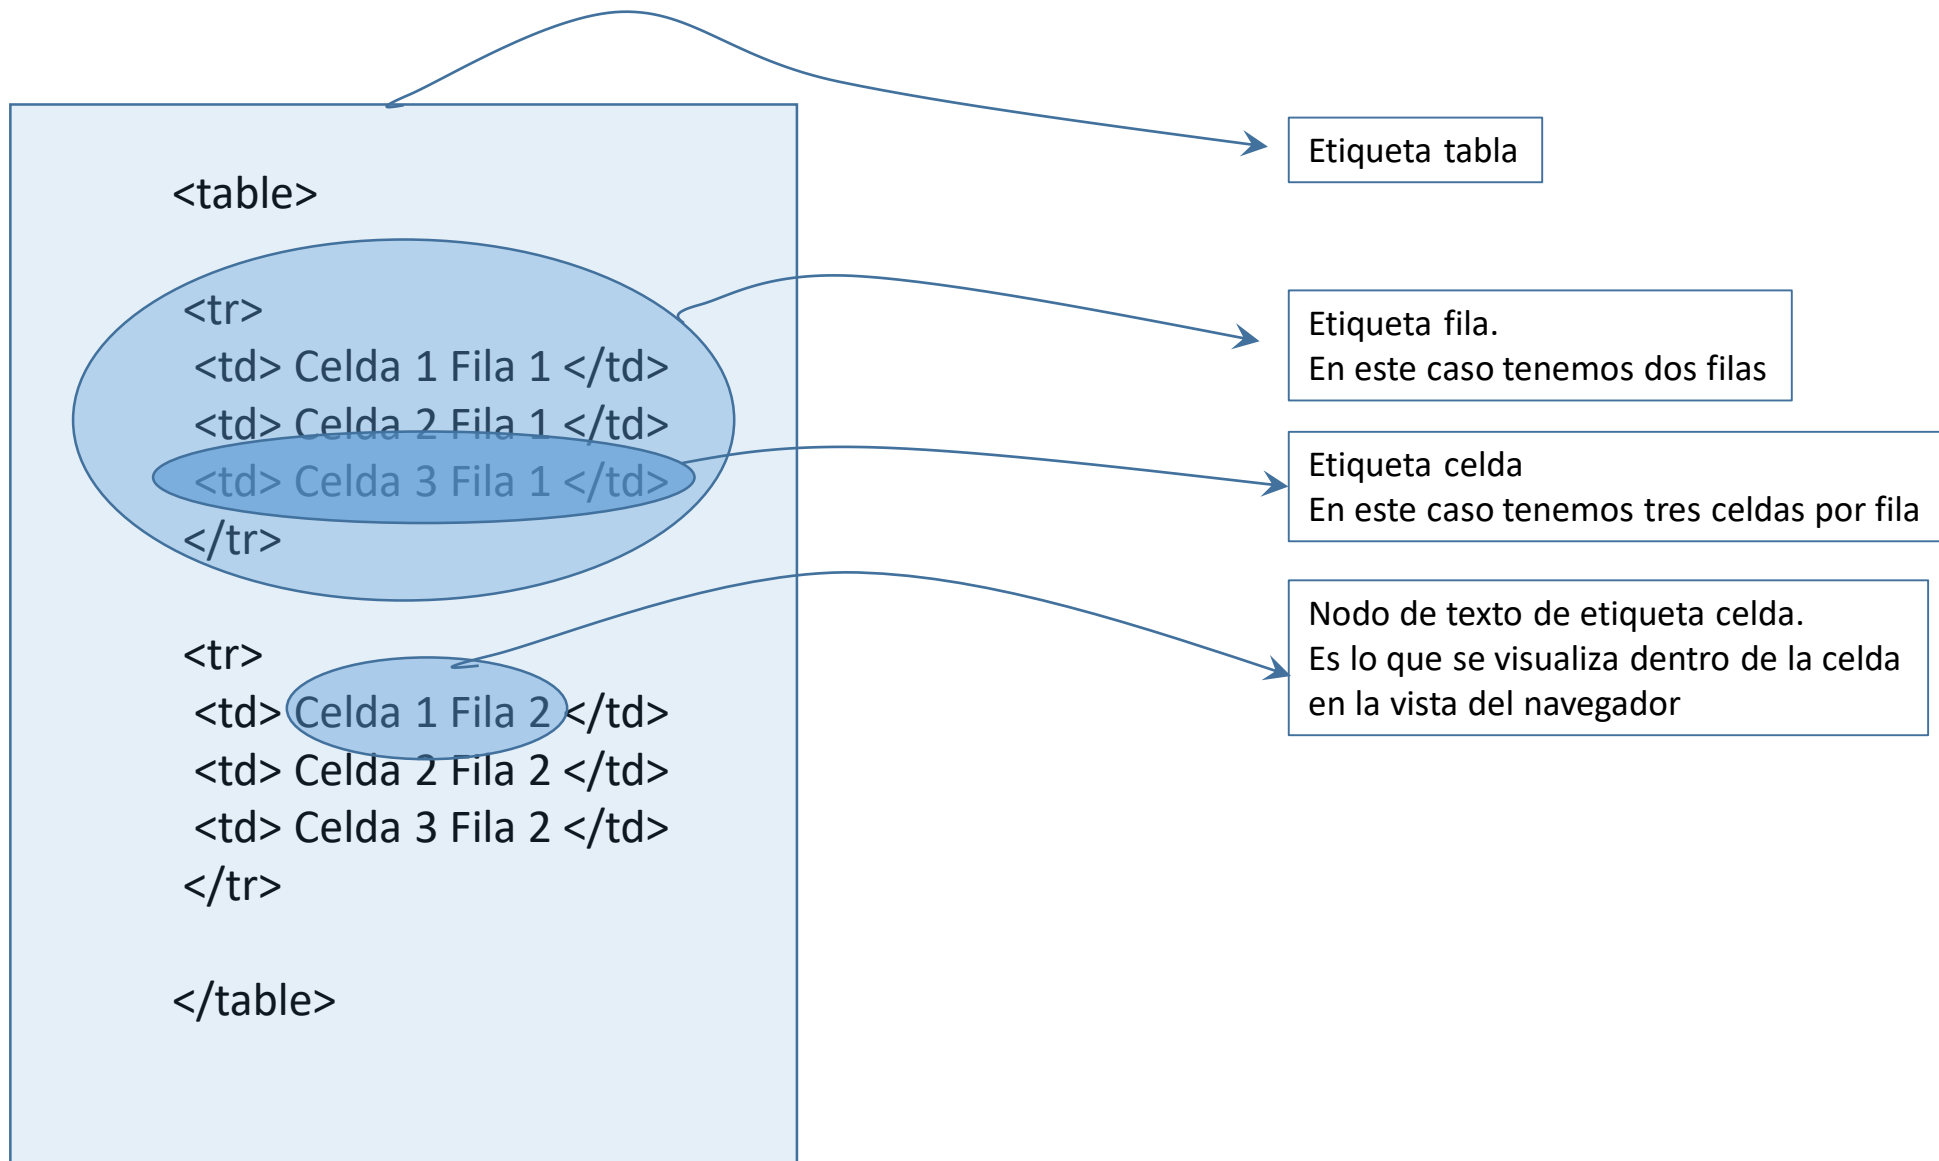 <table>
<tr>
<td> Celda 1 Fila 1 </td>
<td> Celda 2 Fila 1 </td>
<td> Celda 3 Fila 1 </td>
</tr>
<tr>
<td> Celda 1 Fila 2 </td>
<td> Celda 2 Fila 2 </td>
<td> Celda 3 Fila 2 </td>
</tr>
</table>
Etiqueta tabla
Etiqueta fila.
En este caso tenemos dos filas
Etiqueta celda
En este caso tenemos tres celdas por fila
Nodo de texto de etiqueta celda.
Es lo que se visualiza dentro de la celda
en la vista del navegador